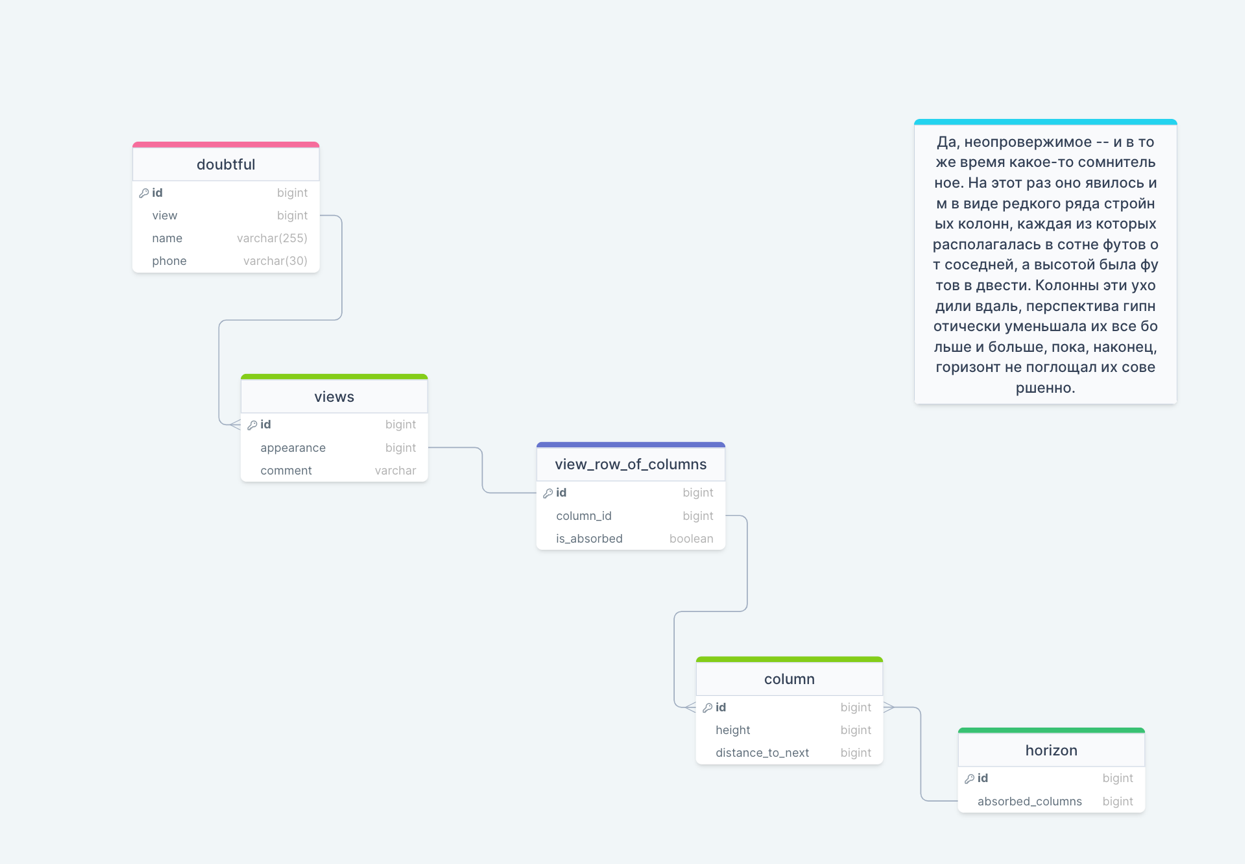 doubtful
id bigint
view bigint
name varchar(255)
phone varchar(30)
Да, неопровержимое -- и в то
же время какое-то сомнитель
ное. На этот раз оно явилось и
м в виде редкого ряда стройн
ых колонн, каждая из которых
располагалась в сотне футов о
т соседней, а высотой была фу
тов в двести. Колонны эти ухо
дили вдаль, перспектива гипн
отически уменьшала их все бо
льше и больше, пока, наконец,
горизонт не поглощал их сове
ршенно.
views
id bigint
appearance bigint
comment varchar
view_row_of_columns
id bigint
column_id bigint
is_absorbed boolean
column
id bigint
height bigint
distance_to_next bigint
horizon
id bigint
absorbed_columns bigint